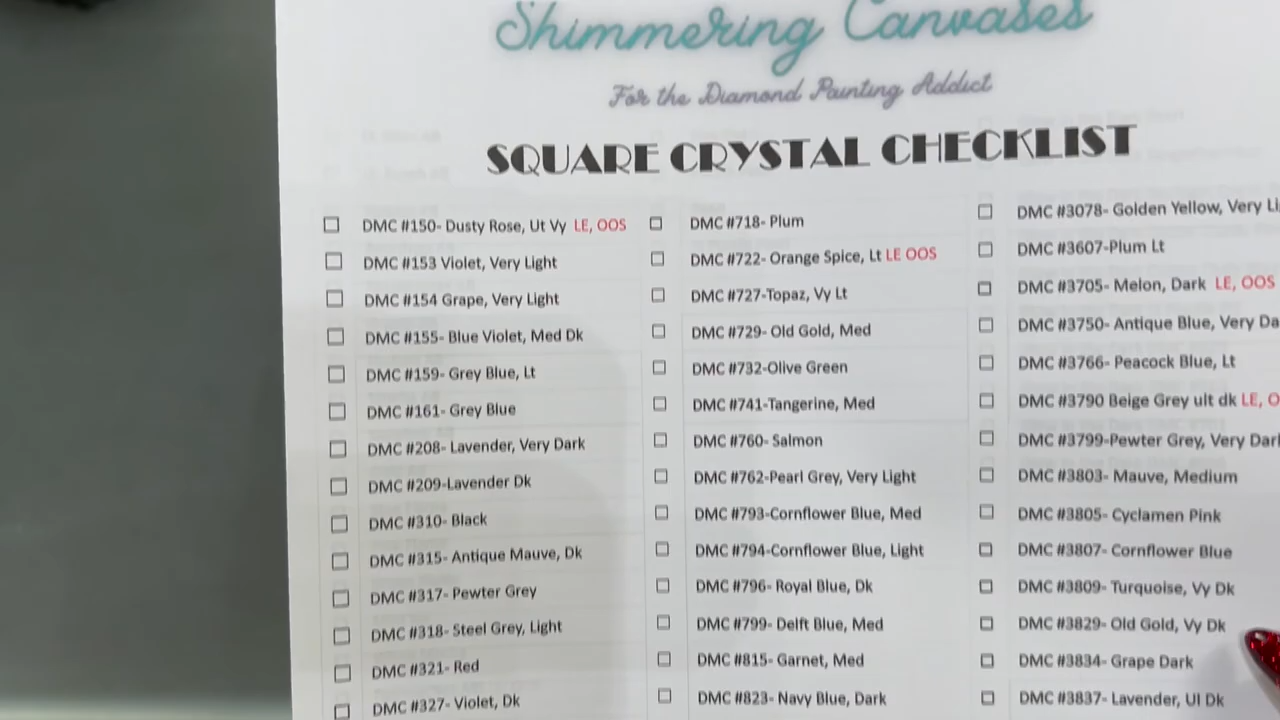 Shimmering Canvases
For the Diamond Painting Addict
SQUARE CRYSTAL CHECKLIST
DMC #150- Dusty Rose, Ut Vy LE, OOS
DMC #153 Violet, Very Light
DMC #154 Grape, Very Light
DMC #155- Blue Violet, Med Dk
DMC #159- Grey Blue, Lt
DMC #161- Grey Blue
DMC #208- Lavender, Very Dark
DMC #209-Lavender Dk
DMC #310- Black
DMC #315- Antique Mauve, Dk
DMC #317- Pewter Grey
DMC #318- Steel Grey, Light
DMC #321- Red
DMC #327- Violet, Dk
DMC #718- Plum
DMC #722- Orange Spice, Lt LE OOS
DMC #727-Topaz, Vy Lt
DMC #729- Old Gold, Med
DMC #732-Olive Green
DMC #741-Tangerine, Med
DMC #760- Salmon
DMC #762-Pearl Grey, Very Light
DMC #793-Cornflower Blue, Med
DMC #794-Cornflower Blue, Light
DMC #796- Royal Blue, Dk
DMC #799- Delft Blue, Med
DMC #815- Garnet, Med
DMC #823- Navy Blue, Dark
DMC #3078- Golden Yellow, Very Li
DMC #3607-Plum Lt
DMC #3705- Melon, Dark LE, OOS
DMC #3750- Antique Blue, Very Da
DMC #3766- Peacock Blue, Lt
DMC #3790 Beige Grey ult dk LE, O
DMC #3799-Pewter Grey, Very Dark
DMC #3803- Mauve, Medium
DMC #3805- Cyclamen Pink
DMC #3807- Cornflower Blue
DMC #3809- Turquoise, Vy Dk
DMC #3829- Old Gold, Vy Dk
DMC #3834- Grape Dark
DMC #3837- Lavender, Ul Dk